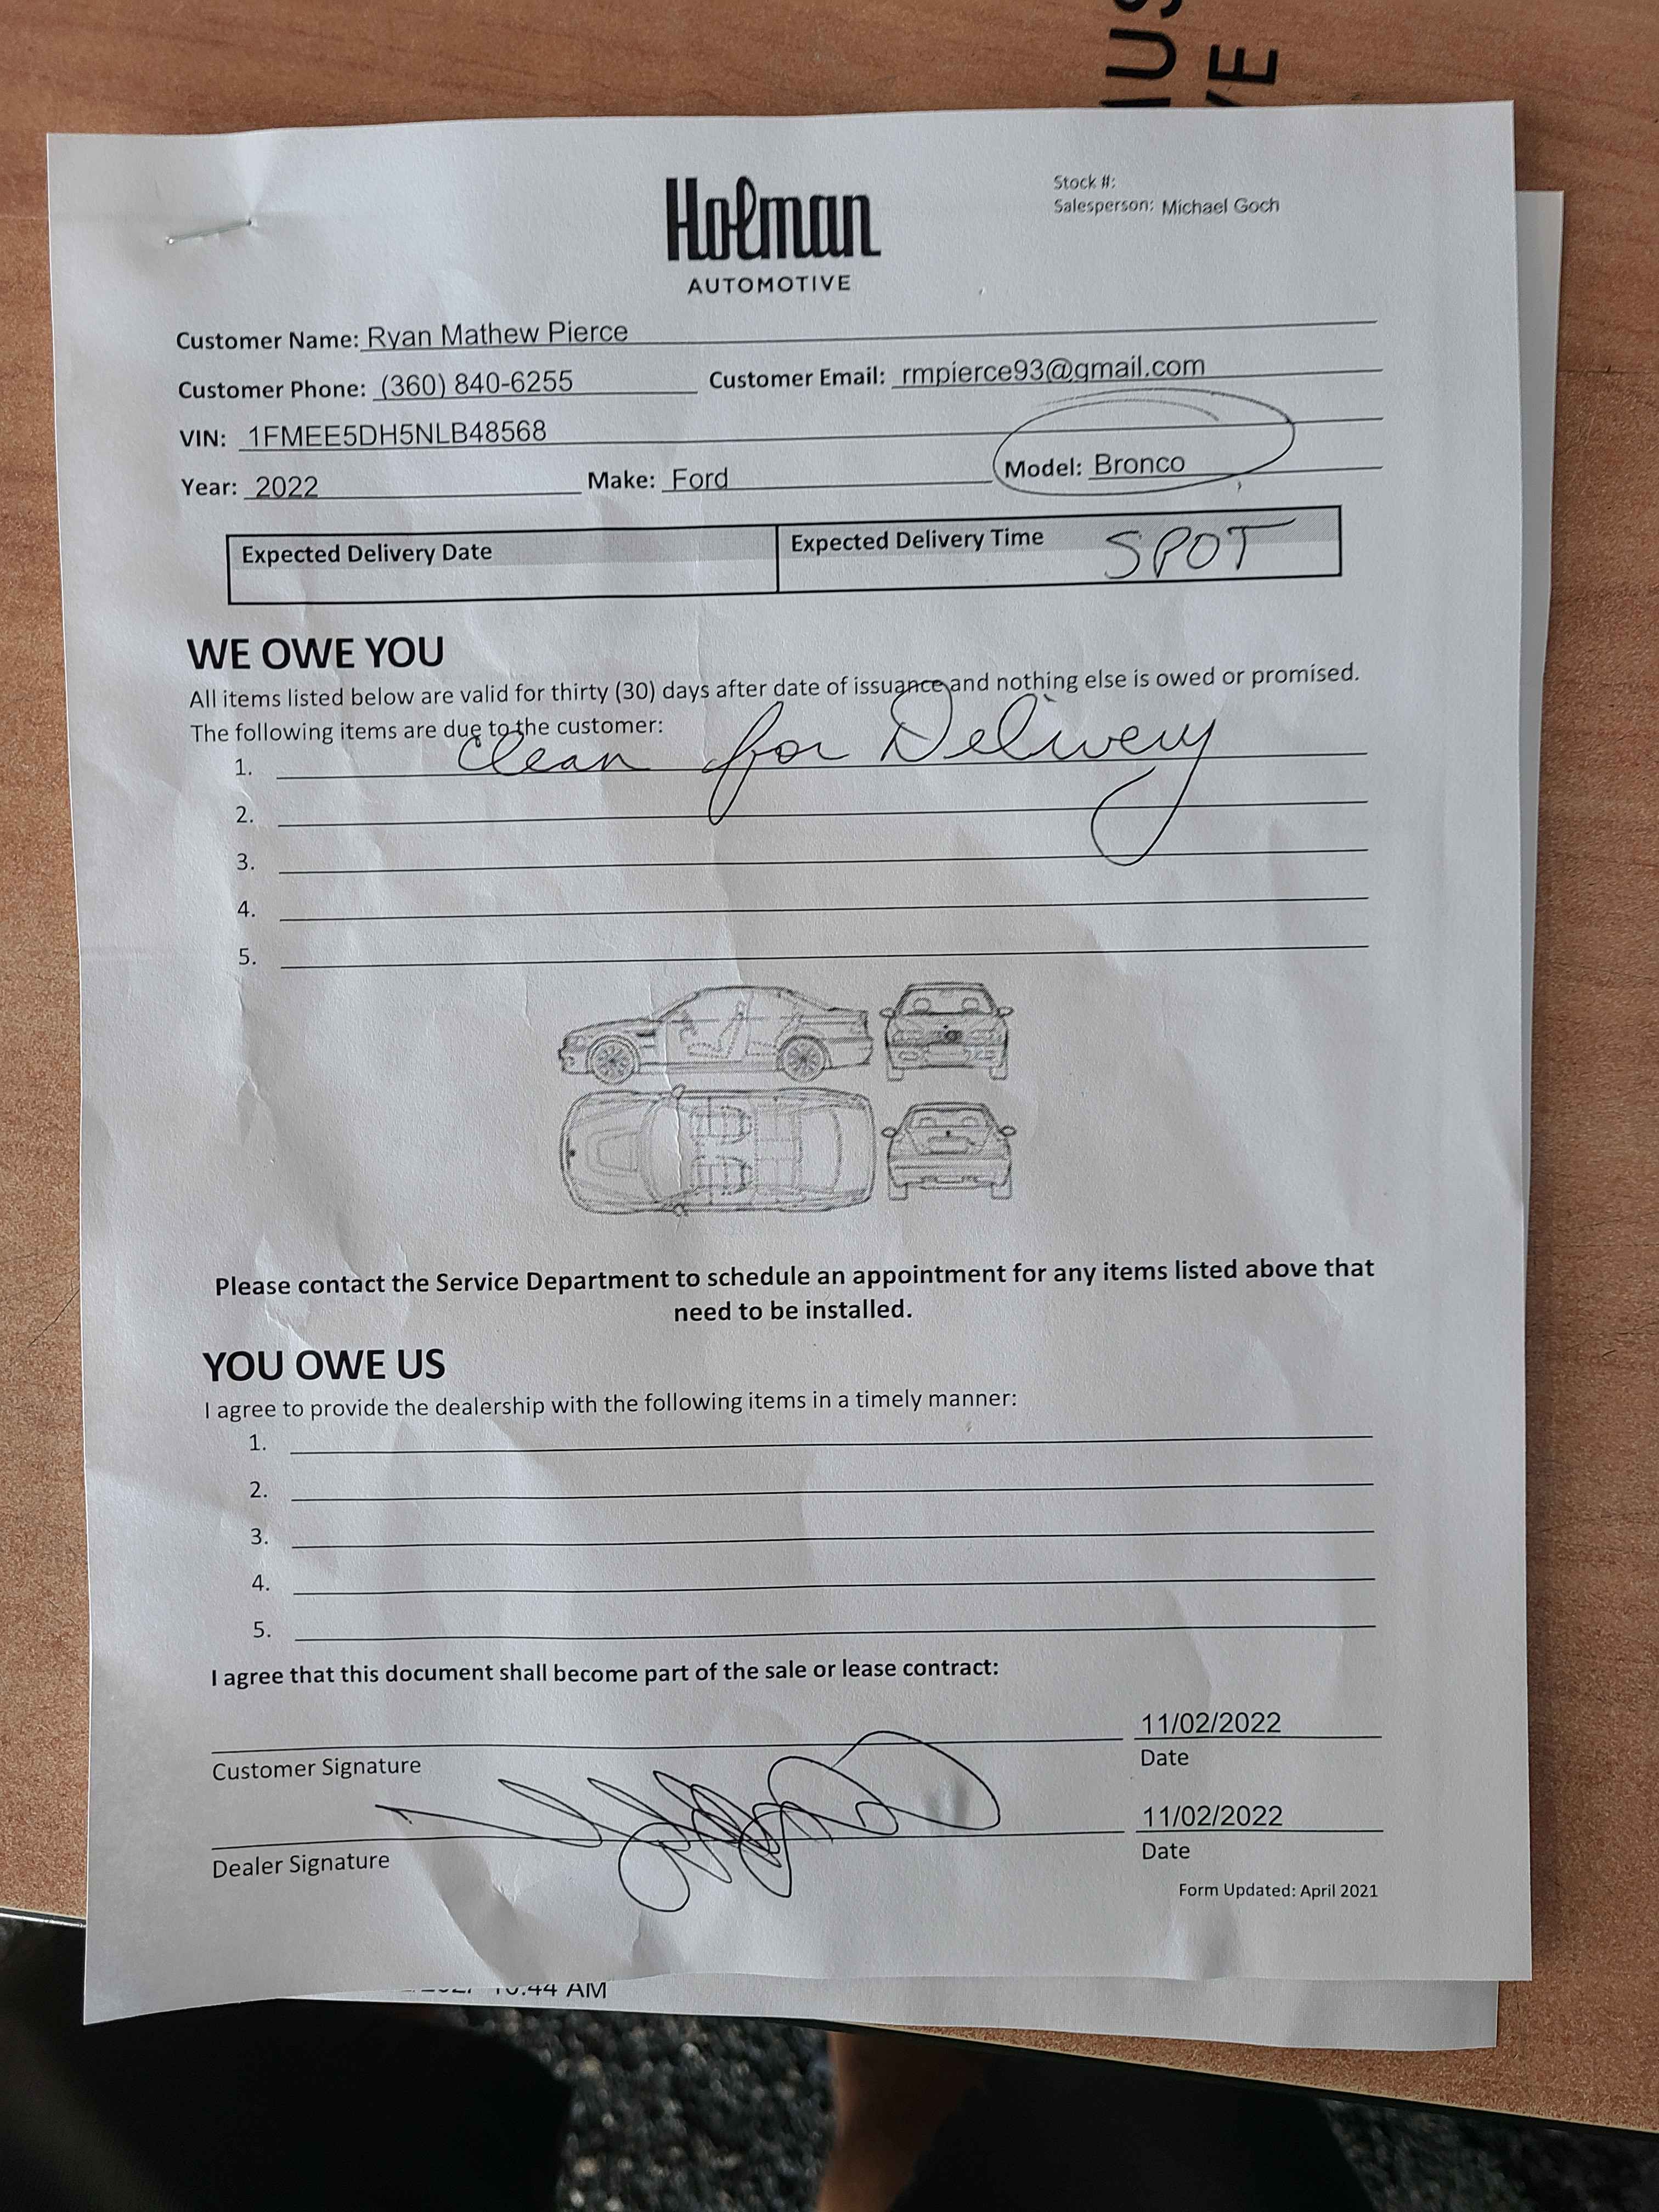 US
VE
Holman
AUTOMOTIVE
Stock #:
Salesperson: Michael Goch
Customer Name: Ryan Mathew Pierce
Customer Phone: (360) 840-6255 Customer Email: rmpierce93@gmail.com
VIN: 1FMEE5DH5NLB48568
Year: 2022 Make: Ford Model: Bronco
Expected Delivery Date Expected Delivery Time SPOT
WE OWE YOU
All items listed below are valid for thirty (30) days after date of issuance and nothing else is owed or promised.
The following items are due to the customer:
1. Clean for Delivery
2.
3.
4.
5.
Please contact the Service Department to schedule an appointment for any items listed above that
need to be installed.
YOU OWE US
I agree to provide the dealership with the following items in a timely manner:
1.
2.
3.
4.
5.
I agree that this document shall become part of the sale or lease contract:
11/02/2022
Customer Signature Date
11/02/2022
Dealer Signature Date
Form Updated: April 2021
:44 AM